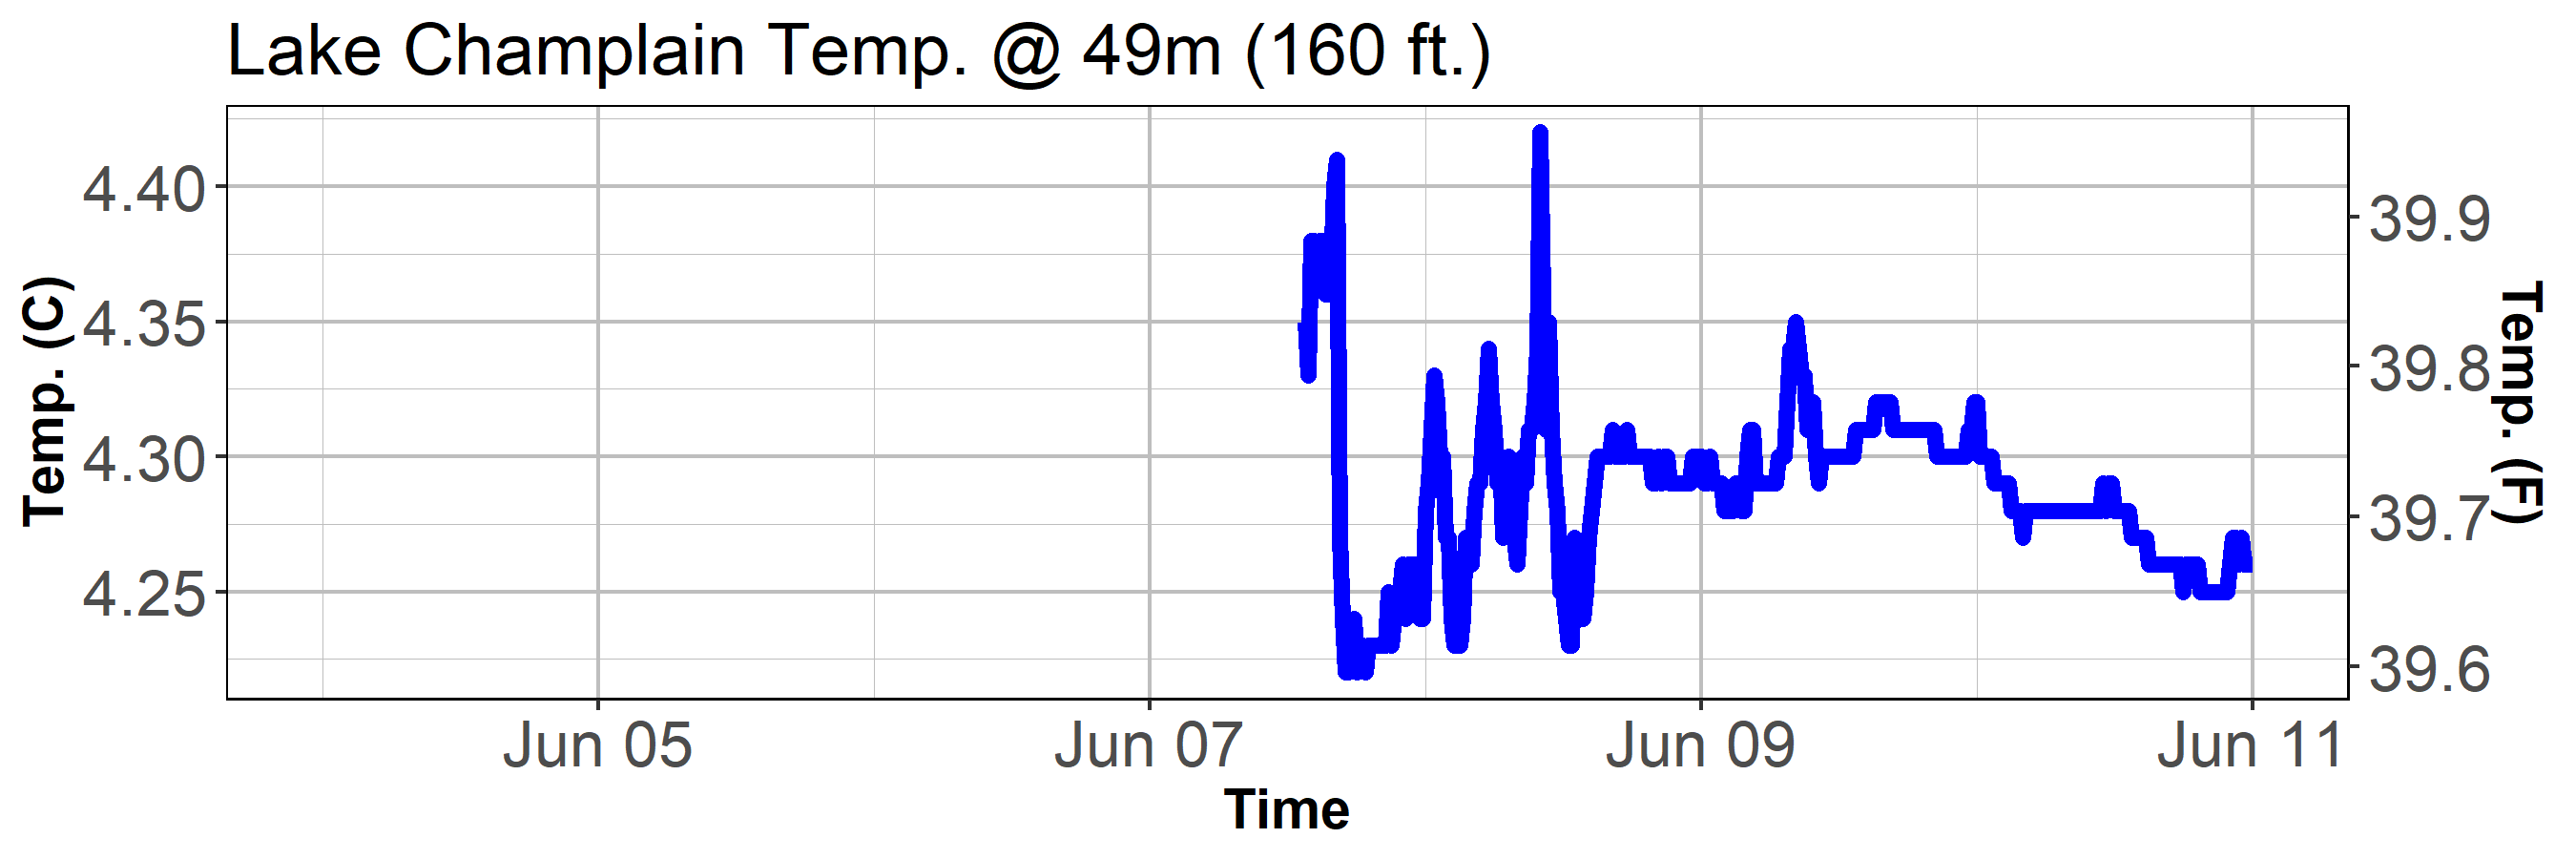 Lake Champlain Temp. @ 49m (160 ft.)
Temp. (C)
4.40
4.35
4.30
4.25
39.9
39.8
39.7
39.6
Temp. (F)
Jun 05
Jun 07
Jun 09
Jun 11
Time